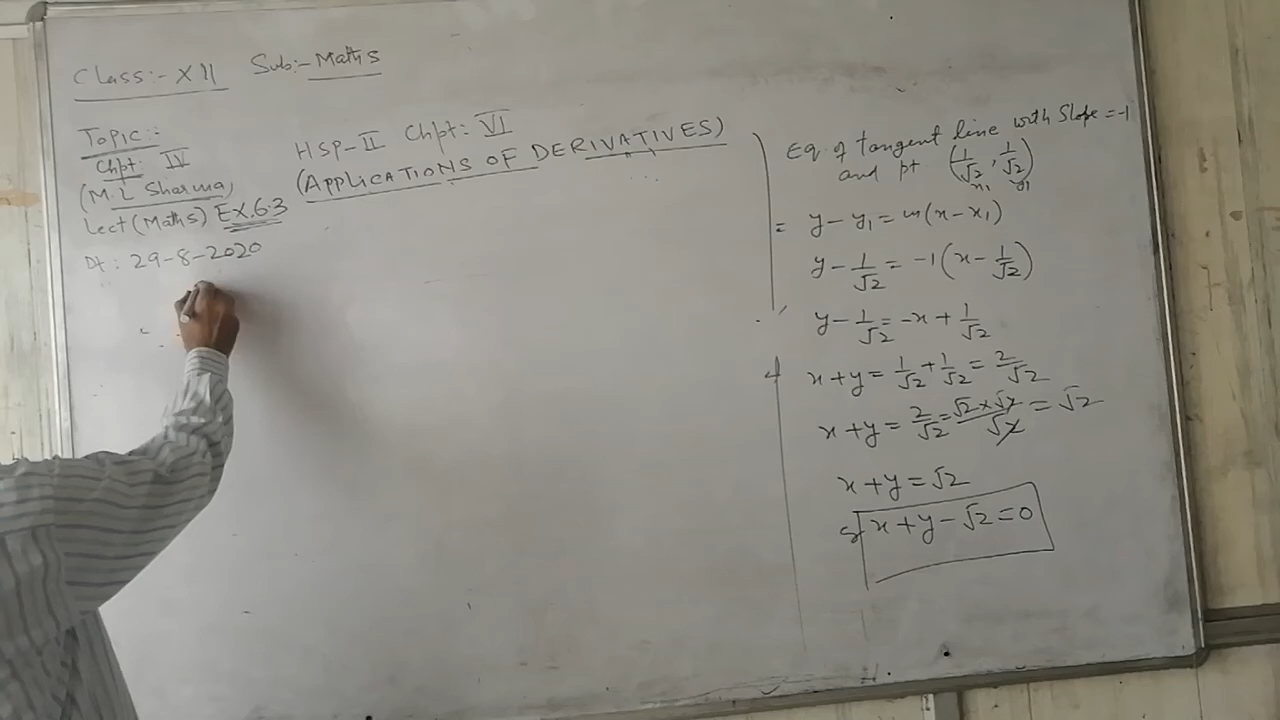 Class:- XII Sub:- Maths
Topic:-
Chpt: IV
(M.L Sharma)
Lect (Maths) EX.6.3
Dt: 29-8-2020
HSP-II Chpt: VI
(APPLICATIONS OF DERIVATIVES)
Eq. of tangent line with Slope = -1
and pt (1/√2, 1/√2)
x₁ y₁
= y - y₁ = m(x - x₁)
y - 1/√2 = -1(x - 1/√2)
y - 1/√2 = -x + 1/√2
x + y = 1/√2 + 1/√2 = 2/√2
x + y = 2/√2 = √2 × √2/√2 = √2
x + y = √2
x + y - √2 = 0